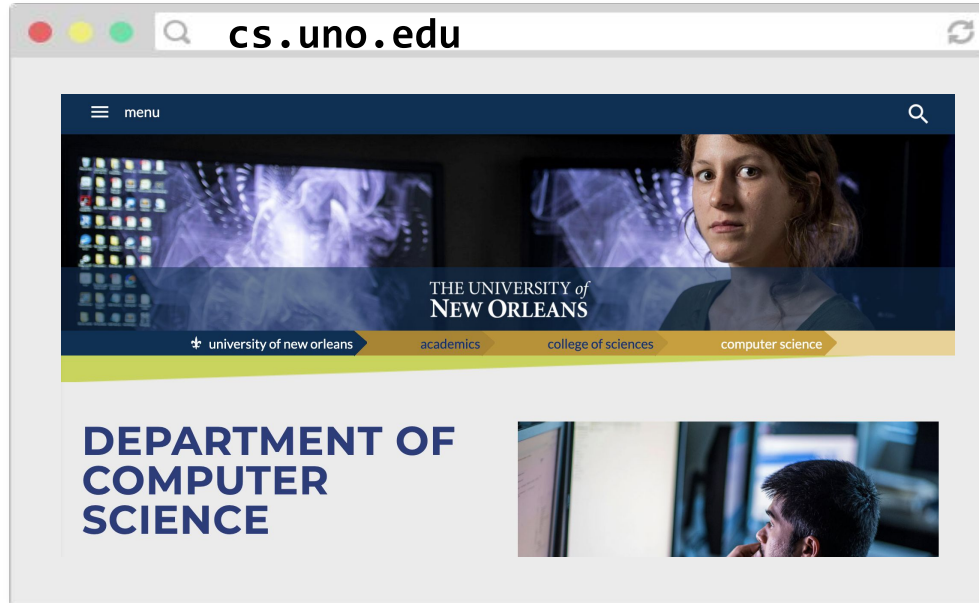 cs.uno.edu
menu
THE UNIVERSITY of
NEW ORLEANS
university of new orleans academics college of sciences computer science
DEPARTMENT OF
COMPUTER
SCIENCE